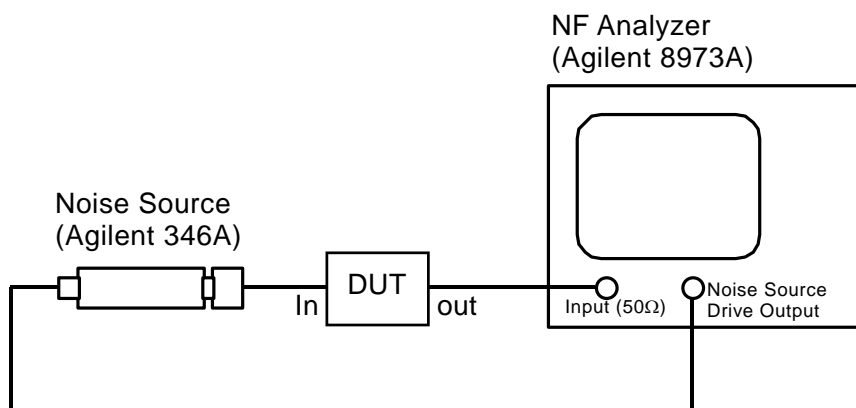 NF Analyzer
(Agilent 8973A)
Noise Source
(Agilent 346A)
DUT
In
out
Input (50Ω)
Noise Source
Drive Output